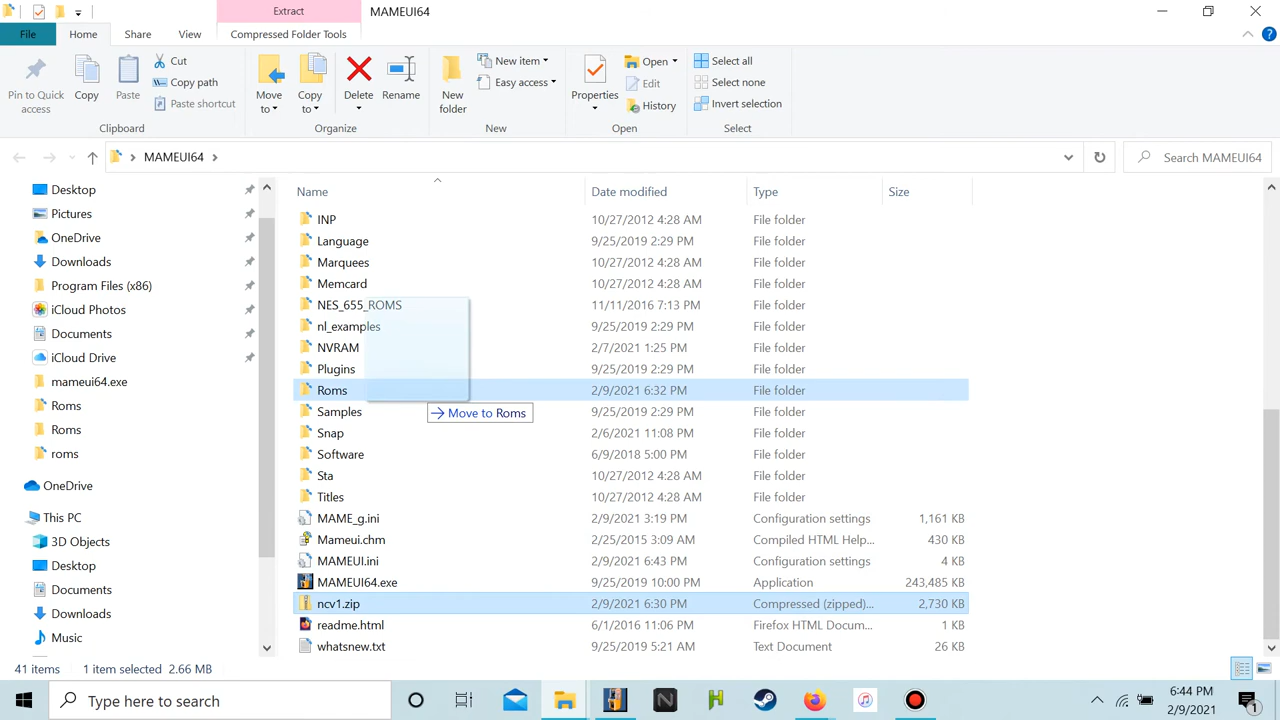 Extract
MAMEUI64
File
Home
Share
View
Compressed Folder Tools
Pin to Quick access
Copy
Paste
Cut
Copy path
Paste shortcut
Clipboard
Move to
Copy to
Delete
Rename
Organize
New folder
New item
Easy access
New
Properties
Open
Edit
History
Open
Select all
Select none
Invert selection
Select
MAMEUI64
Search MAMEUI64
Desktop
Pictures
OneDrive
Downloads
Program Files (x86)
iCloud Photos
Documents
iCloud Drive
mameui64.exe
Roms
Roms
roms
OneDrive
This PC
3D Objects
Desktop
Documents
Downloads
Music
Name Date modified Type Size
INP 10/27/2012 4:28 AM File folder
Language 9/25/2019 2:29 PM File folder
Marquees 10/27/2012 4:28 AM File folder
Memcard 10/27/2012 4:28 AM File folder
NES_655_ROMS 11/11/2016 7:13 PM File folder
nl_examples 9/25/2019 2:29 PM File folder
NVRAM 2/7/2021 1:25 PM File folder
Plugins 9/25/2019 2:29 PM File folder
Roms 2/9/2021 6:32 PM File folder
Move to Roms
Samples 9/25/2019 2:29 PM File folder
Snap 2/6/2021 11:08 PM File folder
Software 6/9/2018 5:00 PM File folder
Sta 10/27/2012 4:28 AM File folder
Titles 10/27/2012 4:28 AM File folder
MAME_g.ini 2/9/2021 3:19 PM Configuration settings 1,161 KB
Mameui.chm 2/25/2015 3:09 AM Compiled HTML Help... 430 KB
MAMEUI.ini 2/9/2021 6:43 PM Configuration settings 4 KB
MAMEUI64.exe 9/25/2019 10:00 PM Application 243,485 KB
ncv1.zip 2/9/2021 6:30 PM Compressed (zipped)... 2,730 KB
readme.html 6/1/2016 11:06 PM Firefox HTML Docum... 1 KB
whatsnew.txt 9/25/2019 5:21 AM Text Document 26 KB
41 items 1 item selected 2.66 MB
Type here to search
6:44 PM
2/9/2021
1